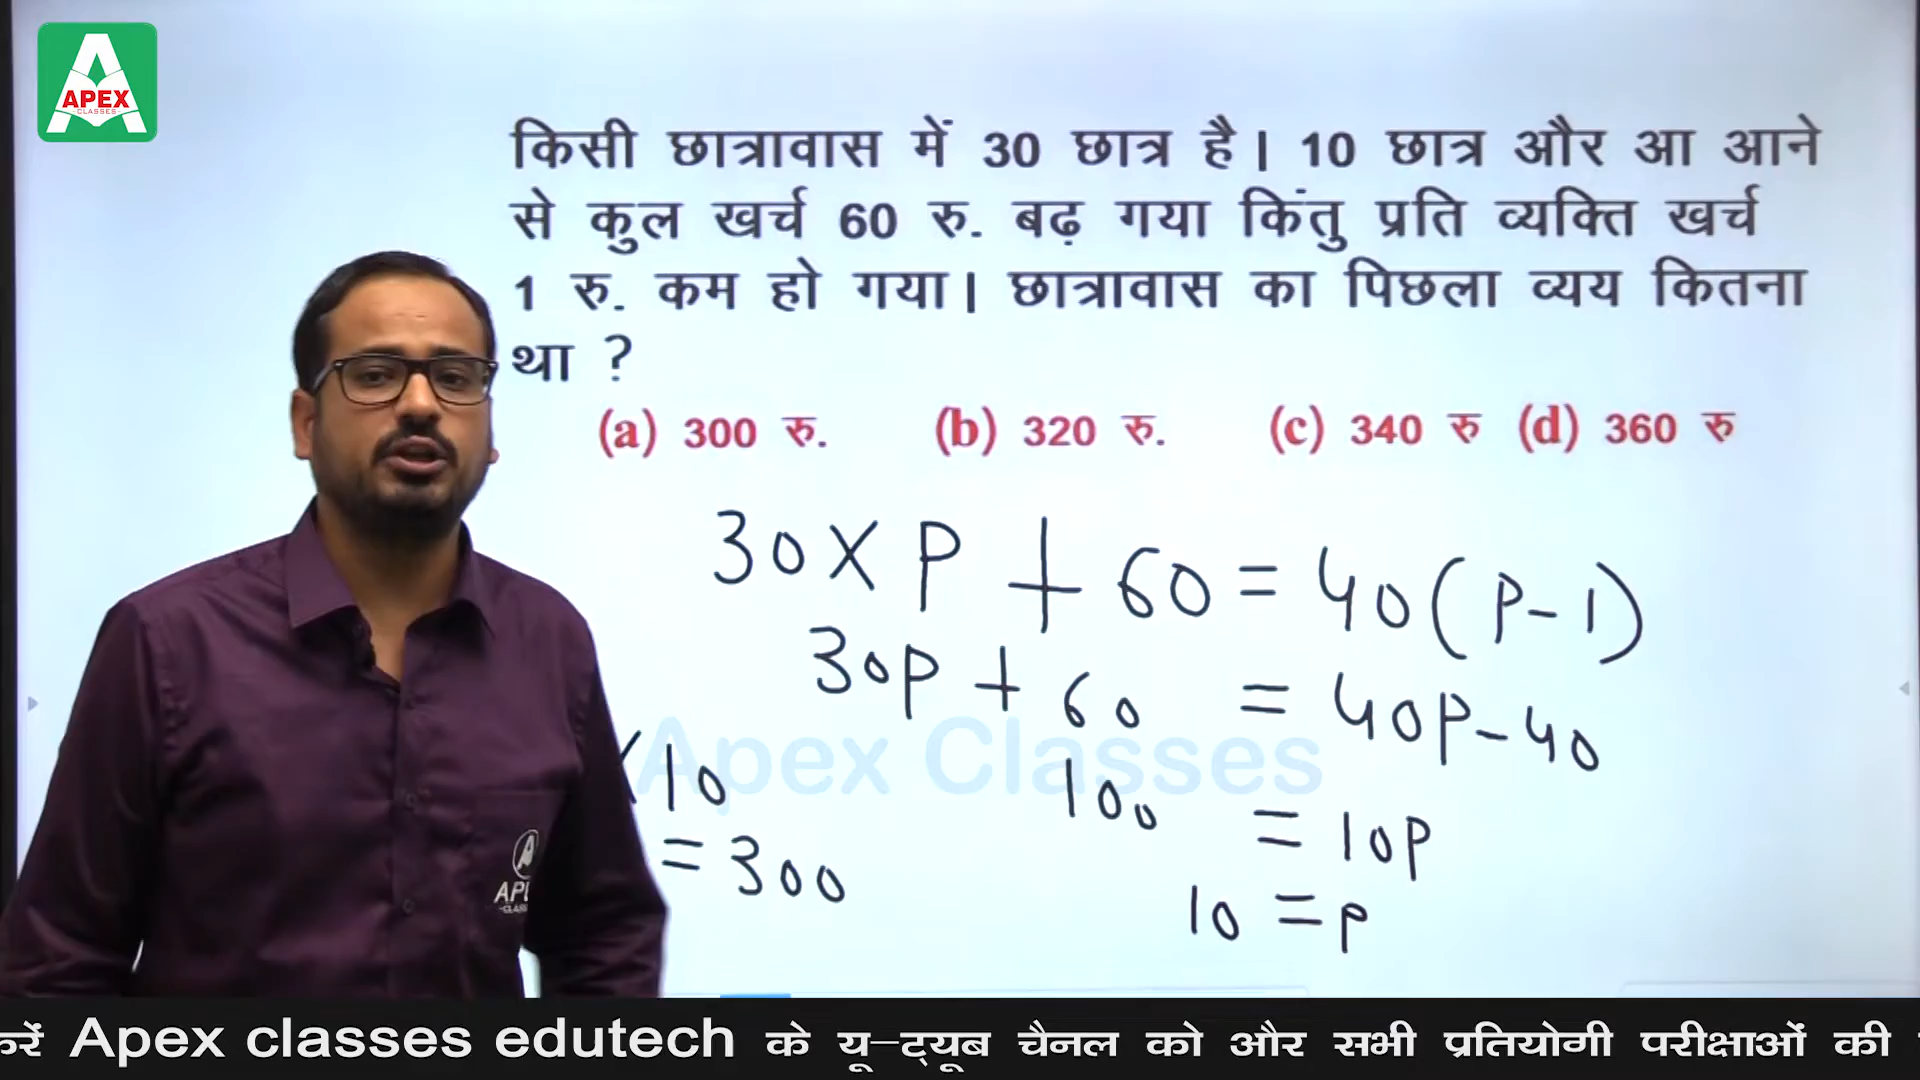 APEX
CLASSES
किसी छात्रावास में 30 छात्र है। 10 छात्र और आ आने
से कुल खर्च 60 रु. बढ़ गया किंतु प्रति व्यक्ति खर्च
1 रु. कम हो गया। छात्रावास का पिछला व्यय कितना
था ?
(a) 300 रु. (b) 320 रु. (c) 340 रु (d) 360 रु
30 X P + 60 = 40 ( P - 1 )
30P + 60 = 40P - 40
100 = 10P
10 = P
10
= 300
Apex Classes
Apex classes edutech के यू–ट्यूब चैनल को और सभी प्रतियोगी परीक्षाओं की